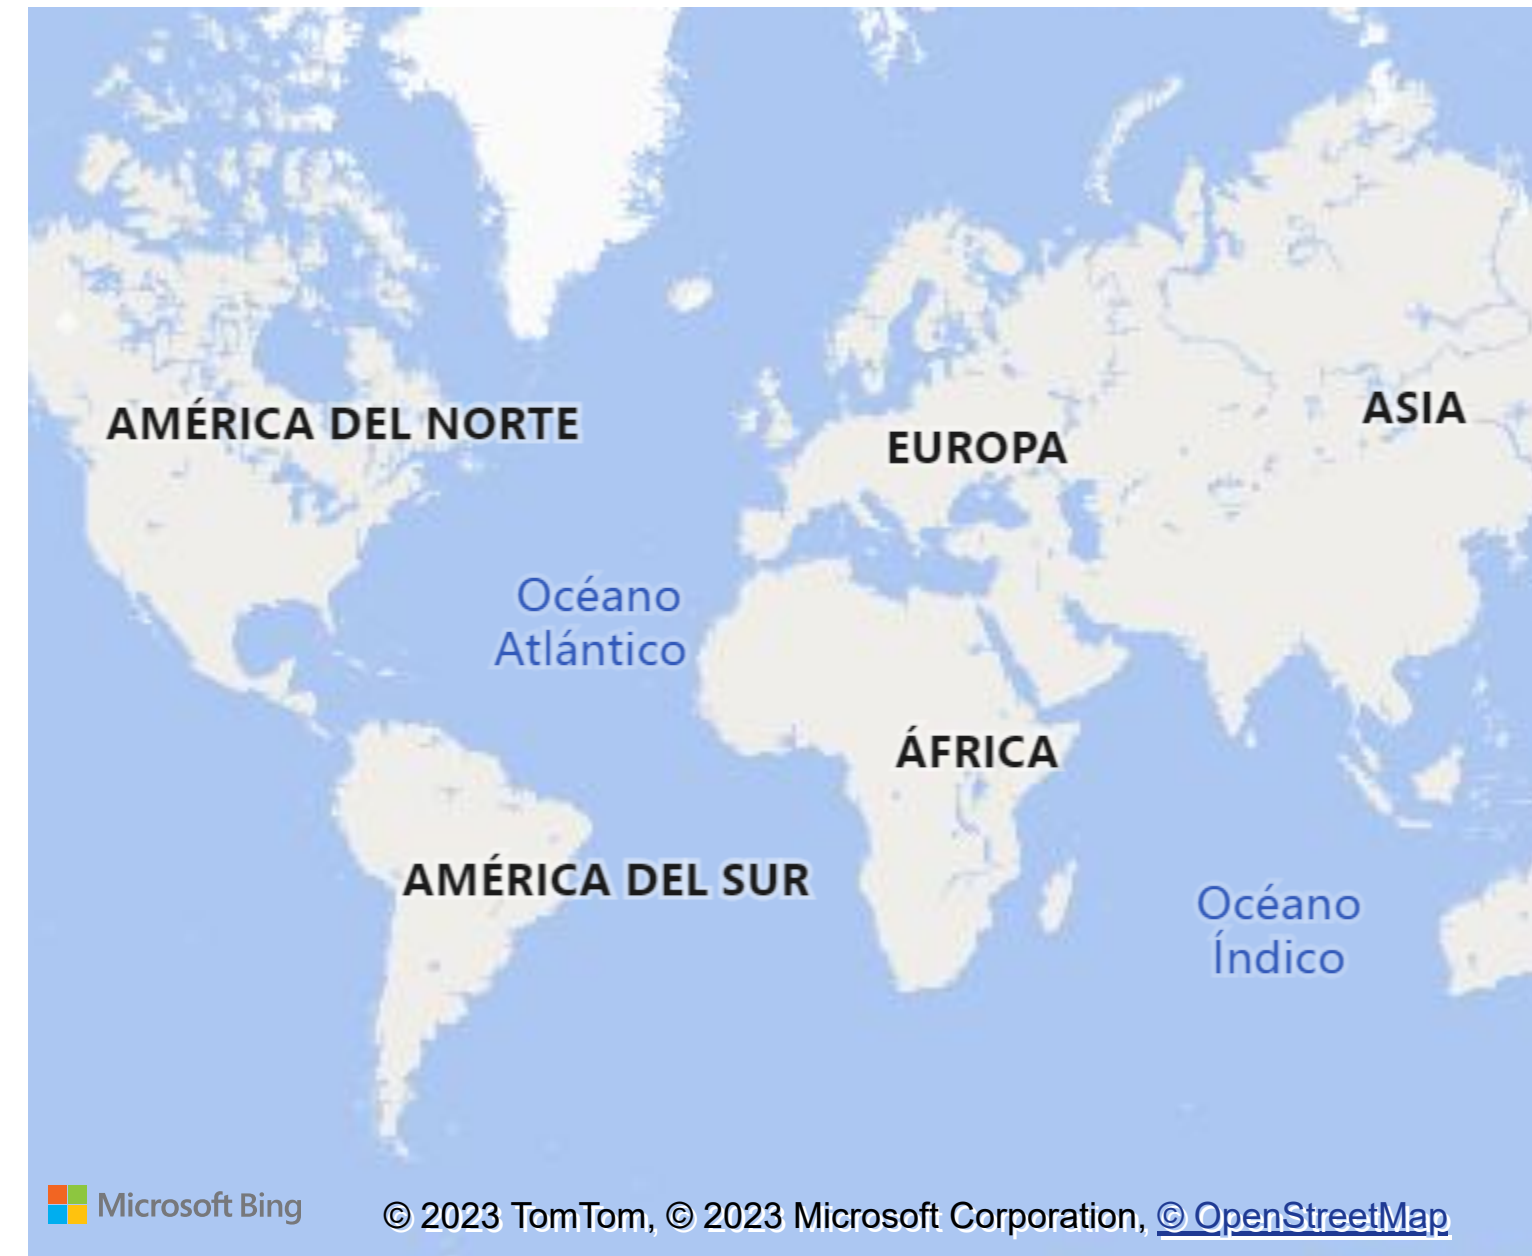 ASIA
AMÉRICA DEL NORTE
EUROPA
Océano
Atlántico
ÁFRICA
AMÉRICA DEL SUR
Océano
Índico
Microsoft Bing
© 2023 TomTom, © 2023 Microsoft Corporation, © OpenStreetMap